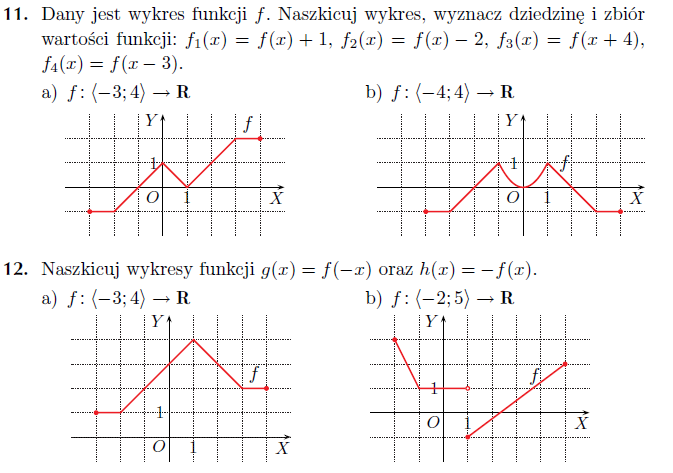 11. Dany jest wykres funkcji f. Naszkicuj wykres, wyznacz dziedzinę i zbiór
wartości funkcji: f₁(x) = f(x) + 1, f₂(x) = f(x) − 2, f₃(x) = f(x + 4),
f₄(x) = f(x − 3).
a) f: ⟨−3; 4⟩ → R
b) f: ⟨−4; 4⟩ → R
Y
f
1
O 1 X
Y
1 f
O 1 X
12. Naszkicuj wykresy funkcji g(x) = f(−x) oraz h(x) = −f(x).
a) f: ⟨−3; 4⟩ → R
b) f: ⟨−2; 5⟩ → R
Y
f
1
O 1 X
Y
f
1
O 1 X